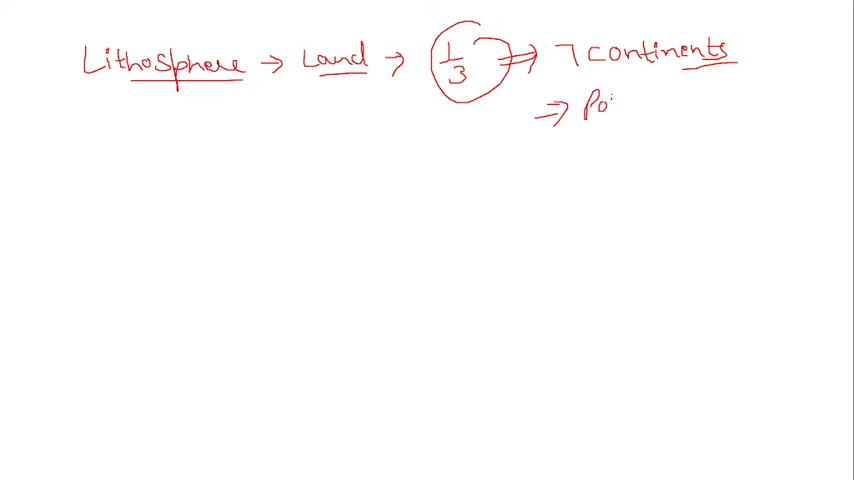 Lithosphere → Land → 1/3 ⇒ 7 continents
⇒ Po